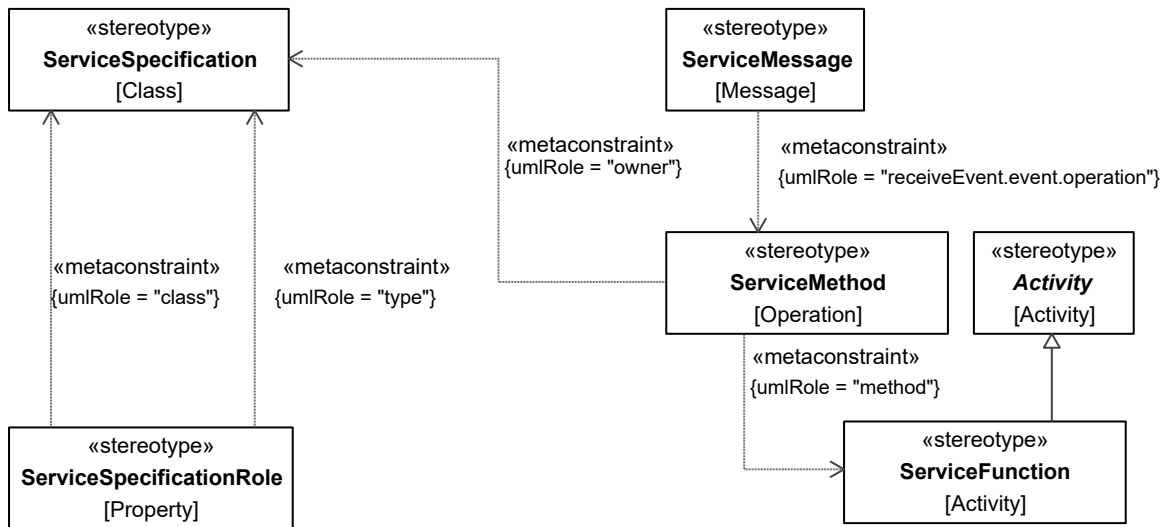 «stereotype»
ServiceSpecification
[Class]
«stereotype»
ServiceMessage
[Message]
«metaconstraint»
{umlRole = "owner"}
«metaconstraint»
{umlRole = "receiveEvent.event.operation"}
«metaconstraint»
{umlRole = "class"}
«metaconstraint»
{umlRole = "type"}
«stereotype»
ServiceMethod
[Operation]
«stereotype»
Activity
[Activity]
«metaconstraint»
{umlRole = "method"}
«stereotype»
ServiceSpecificationRole
[Property]
«stereotype»
ServiceFunction
[Activity]